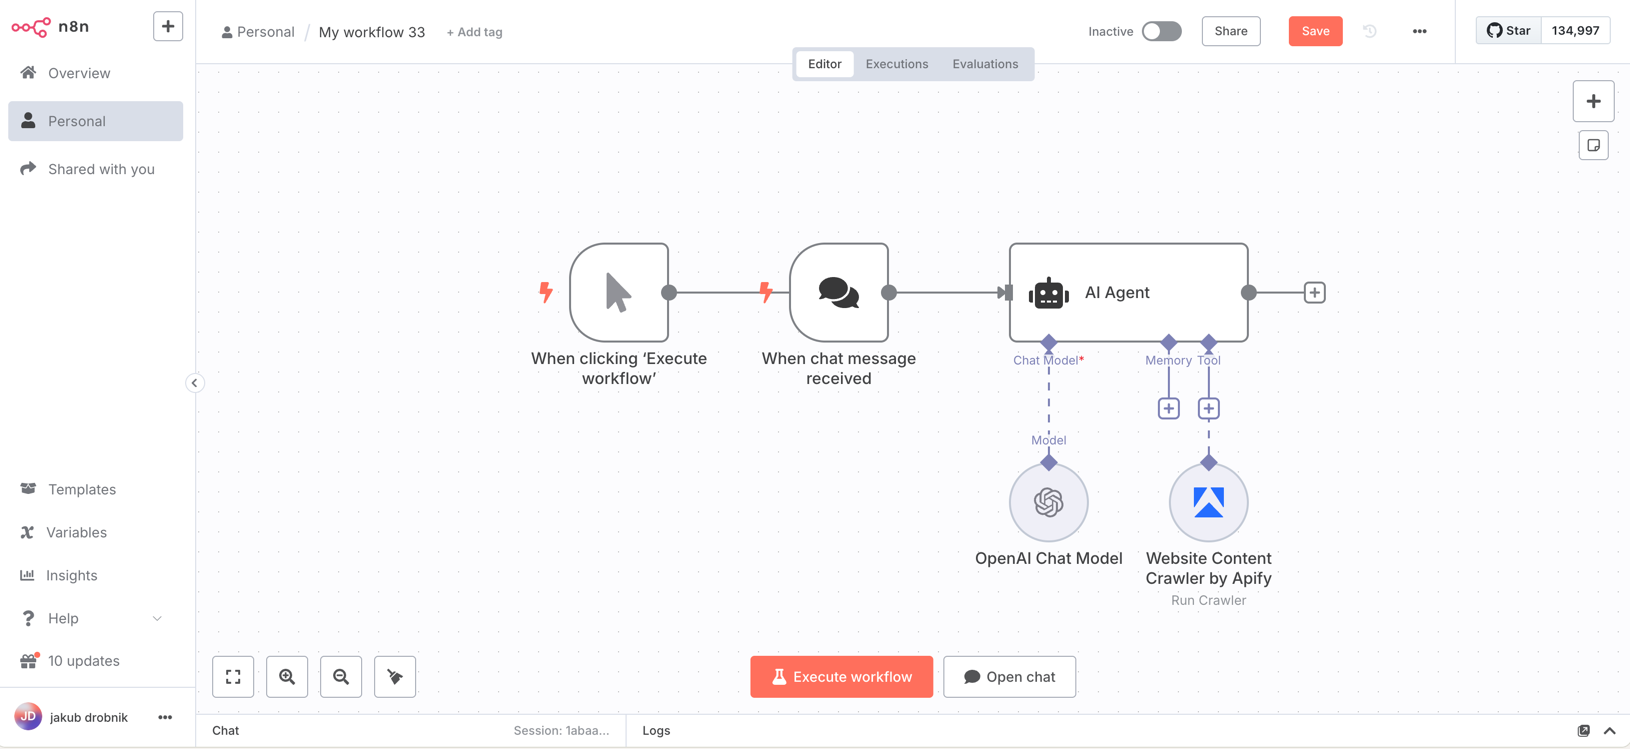 n8n
Personal / My workflow 33 + Add tag
Inactive
Share
Save
Star 134,997
Editor Executions Evaluations
Overview
Personal
Shared with you
When clicking ‘Execute
workflow’
When chat message
received
AI Agent
Chat Model*
Memory Tool
Model
OpenAI Chat Model
Website Content
Crawler by Apify
Run Crawler
Templates
Variables
Insights
Help
10 updates
JD jakub drobnik
Execute workflow
Open chat
Chat
Session: 1abaa...
Logs